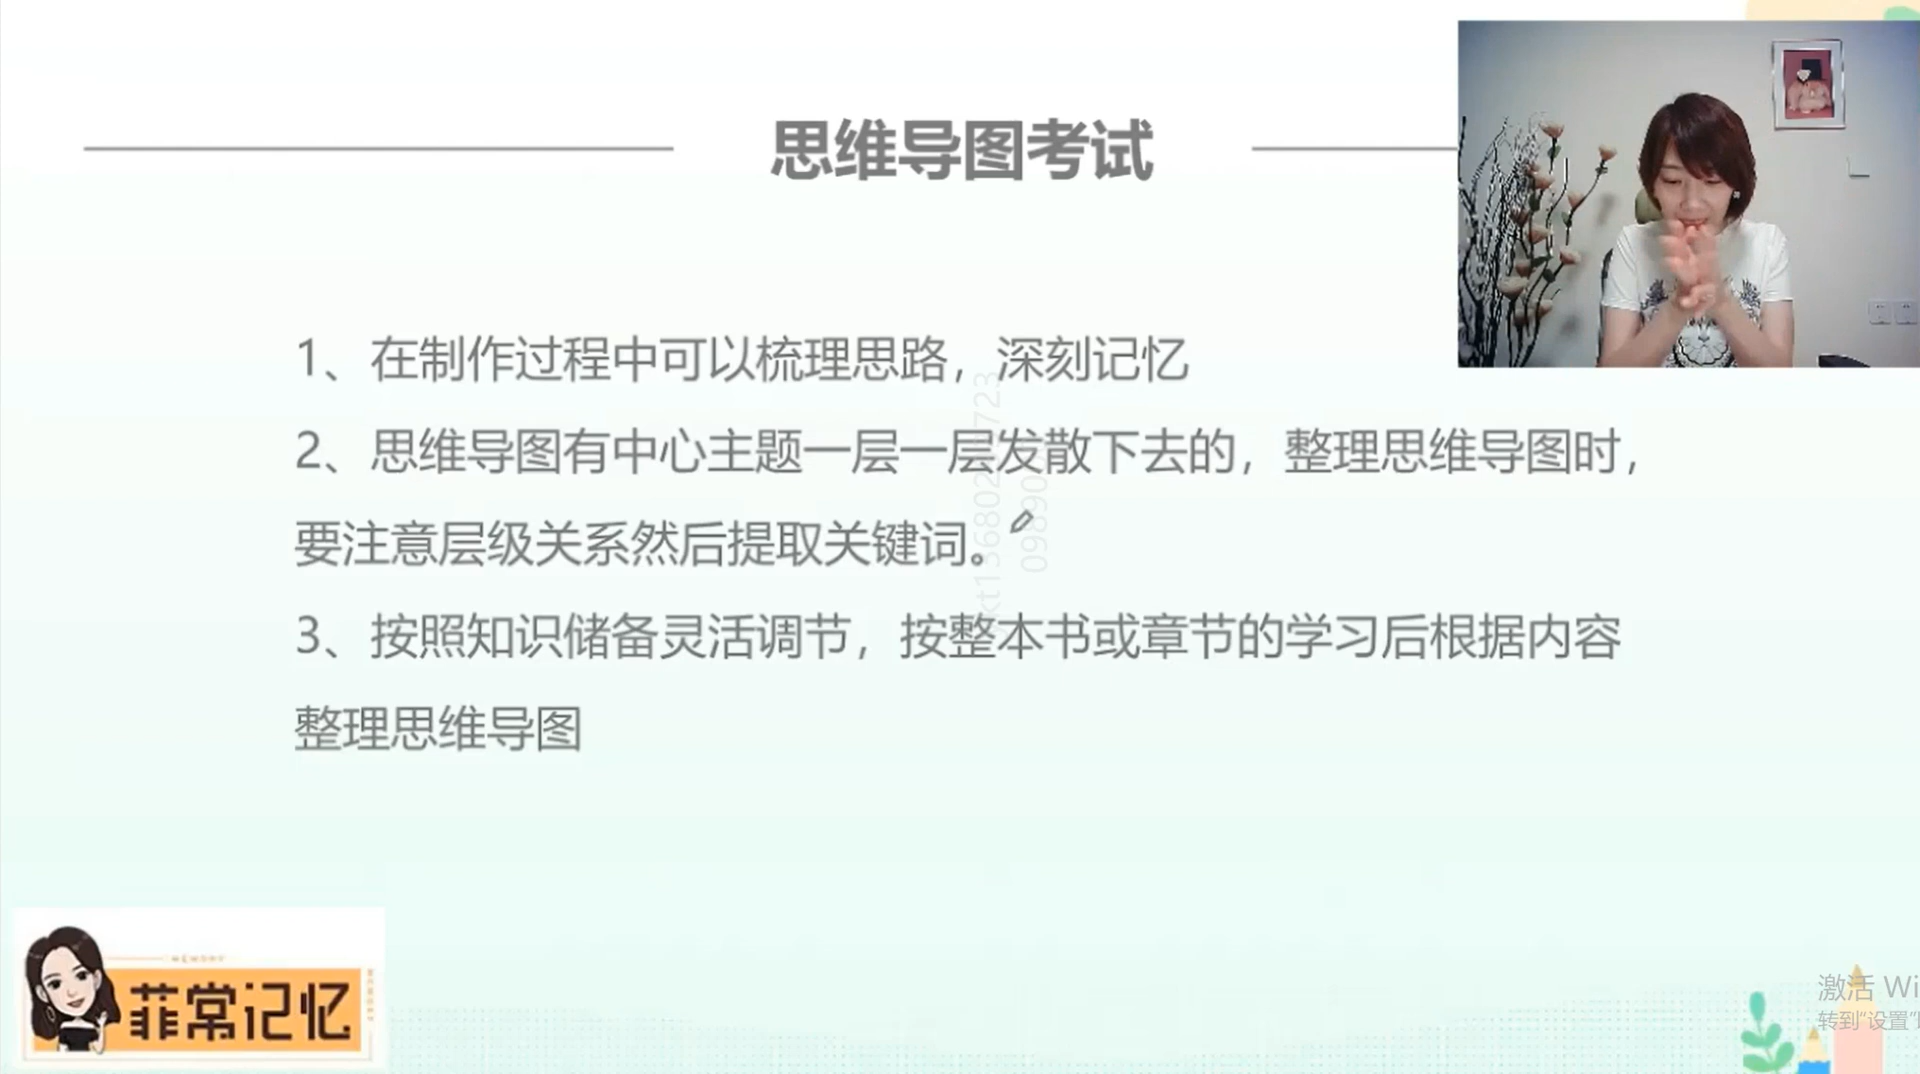 思维导图考试
1、在制作过程中可以梳理思路，深刻记忆
2、思维导图有中心主题一层一层发散下去的，整理思维导图时，
要注意层级关系然后提取关键词。
3、按照知识储备灵活调节，按整本书或章节的学习后根据内容
整理思维导图
MEMORY
菲常记忆
激活 Wi
转到"设置"